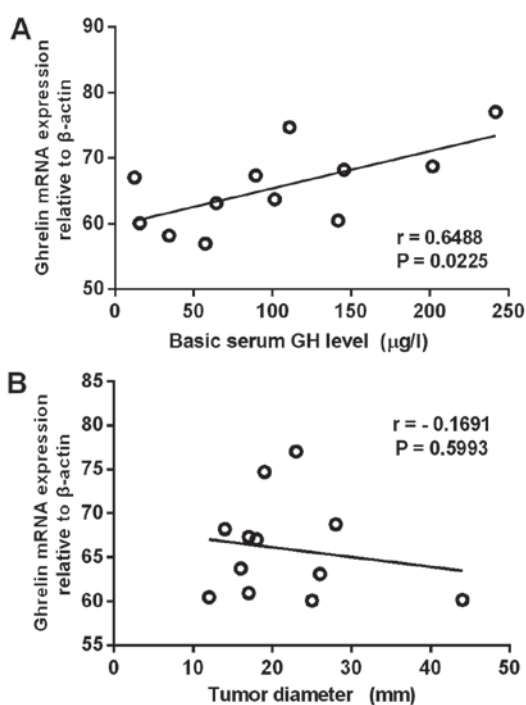 A
Ghrelin mRNA expression
relative to β-actin
90
80
70
60
50
0 50 100 150 200 250
r = 0.6488
P = 0.0225
Basic serum GH level (μg/l)
B
Ghrelin mRNA expression
relative to β-actin
85
80
75
70
65
60
55
0 10 20 30 40 50
r = - 0.1691
P = 0.5993
Tumor diameter (mm)